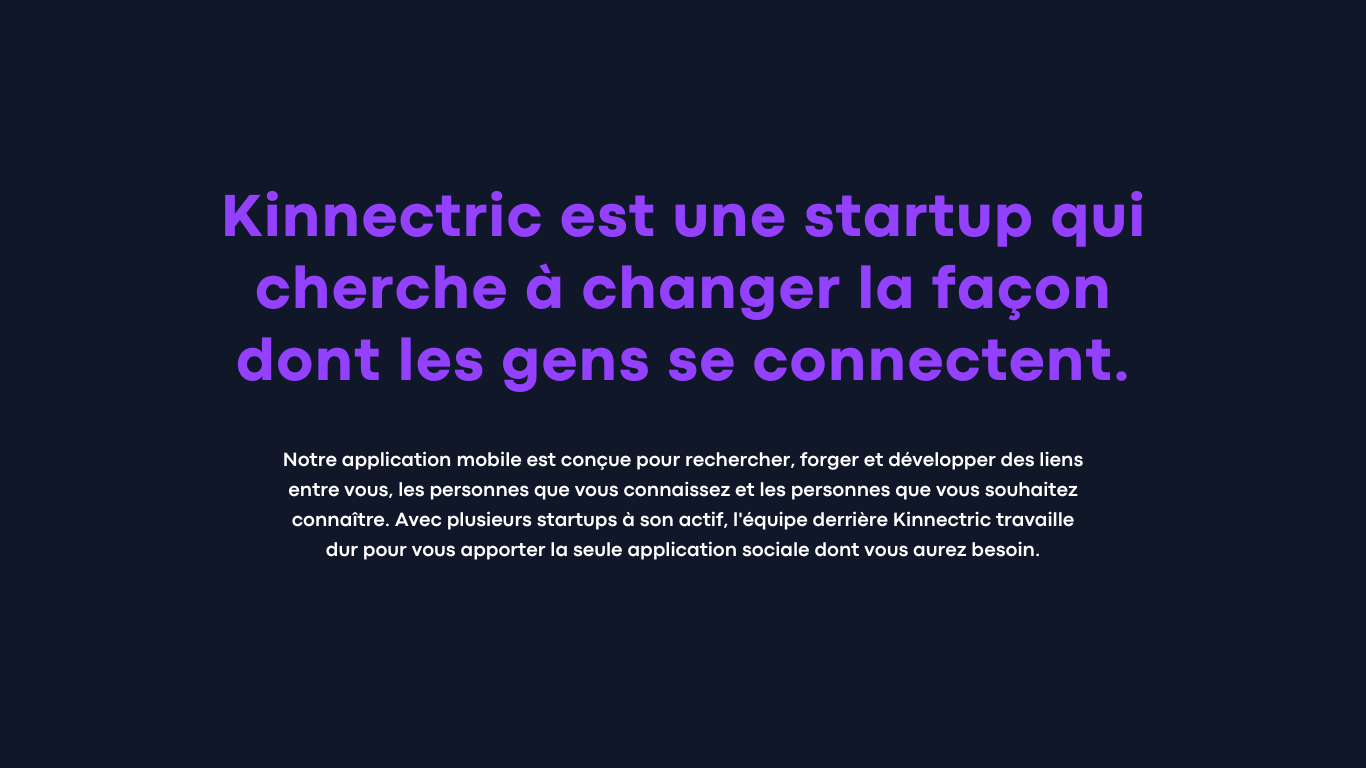 Kinnectric est une startup qui
cherche à changer la façon
dont les gens se connectent.
Notre application mobile est conçue pour rechercher, forger et développer des liens
entre vous, les personnes que vous connaissez et les personnes que vous souhaitez
connaître. Avec plusieurs startups à son actif, l'équipe derrière Kinnectric travaille
dur pour vous apporter la seule application sociale dont vous aurez besoin.